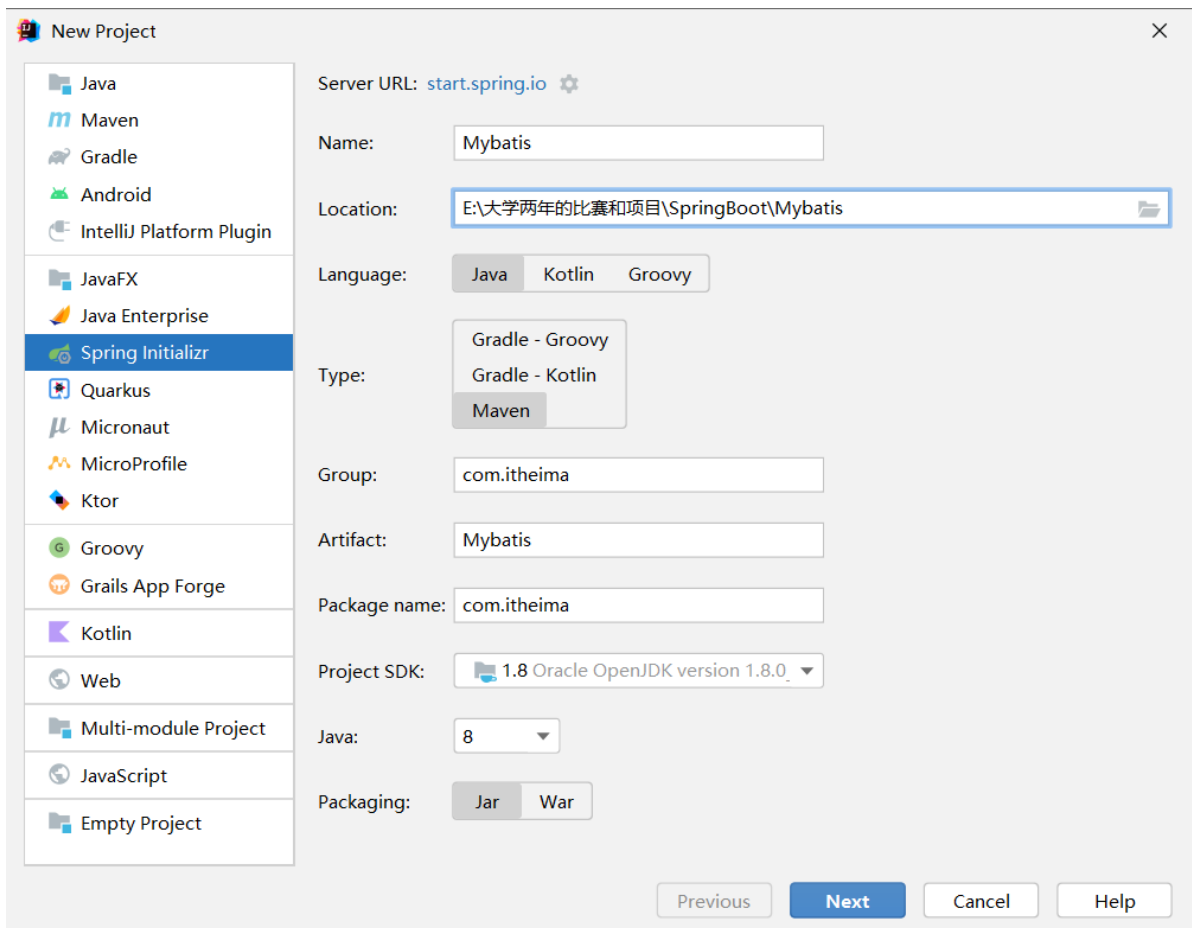 New Project
Java
Maven
Gradle
Android
IntelliJ Platform Plugin
JavaFX
Java Enterprise
Spring Initializr
Quarkus
Micronaut
MicroProfile
Ktor
Groovy
Grails App Forge
Kotlin
Web
Multi-module Project
JavaScript
Empty Project
Server URL: start.spring.io
Name: Mybatis
Location: E:\大学两年的比赛和项目\SpringBoot\Mybatis
Language: Java Kotlin Groovy
Type:
Gradle - Groovy
Gradle - Kotlin
Maven
Group: com.itheima
Artifact: Mybatis
Package name: com.itheima
Project SDK: 1.8 Oracle OpenJDK version 1.8.0_
Java: 8
Packaging: Jar War
Previous Next Cancel Help